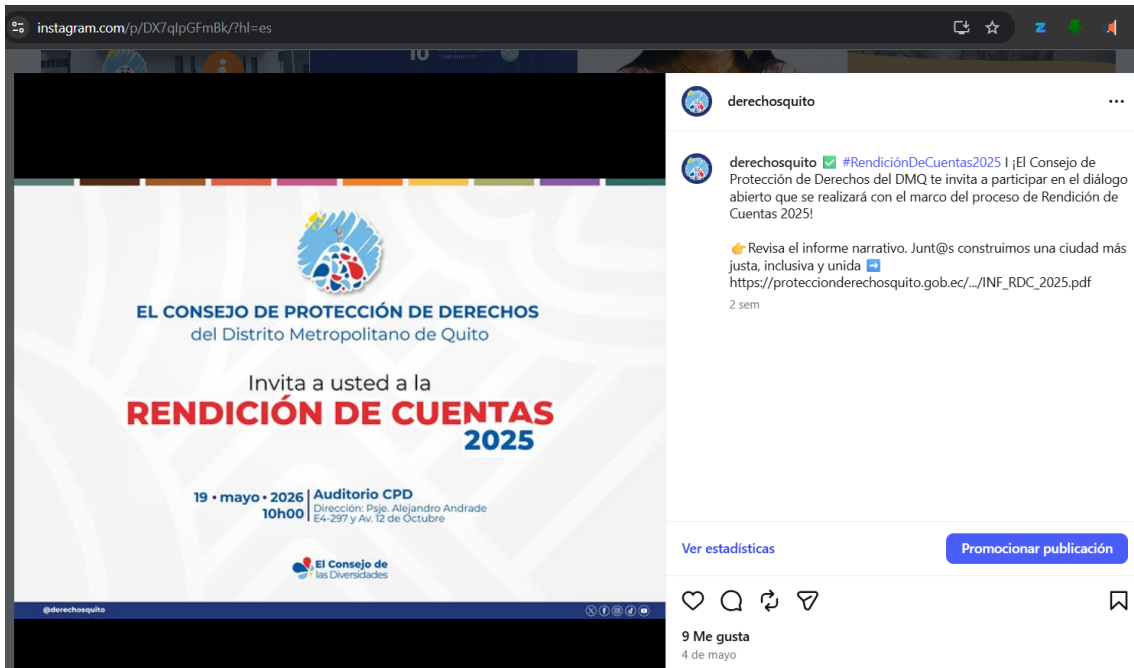 instagram.com/p/DX7qIpGFmBk/?hl=es
derechosquito
derechosquito ✅ #RendiciónDeCuentas2025 I ¡El Consejo de
Protección de Derechos del DMQ te invita a participar en el diálogo
abierto que se realizará con el marco del proceso de Rendición de
Cuentas 2025!
👉Revisa el informe narrativo. Junt@s construimos una ciudad más
justa, inclusiva y unida ➡️
https://proteccionderechosquito.gob.ec/.../INF_RDC_2025.pdf
2 sem
EL CONSEJO DE PROTECCIÓN DE DERECHOS
del Distrito Metropolitano de Quito
Invita a usted a la
RENDICIÓN DE CUENTAS
2025
19 • mayo • 2026
10h00
Auditorio CPD
Dirección: Psje. Alejandro Andrade
E4-297 y Av. 12 de Octubre
El Consejo de
las Diversidades
@derechosquito
Ver estadísticas
Promocionar publicación
9 Me gusta
4 de mayo